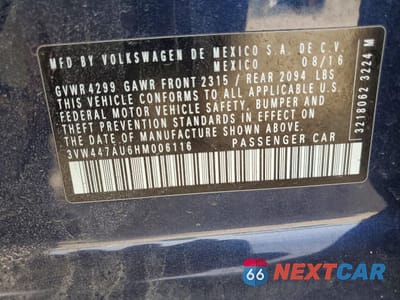 MFD BY VOLKSWAGEN DE MEXICO S.A. DE C.V.
MEXICO 08/16
GVWR 4299 GAWR FRONT 2315 / REAR 2094 LBS
THIS VEHICLE CONFORMS TO ALL APPLICABLE
FEDERAL MOTOR VEHICLE SAFETY, BUMPER AND
THEFT PREVENTION STANDARDS IN EFFECT ON
THE DATE OF MANUFACTURE SHOWN ABOVE.
3VW447AU6HM006116 PASSENGER CAR
3218062 3224 M
66 NEXTCAR